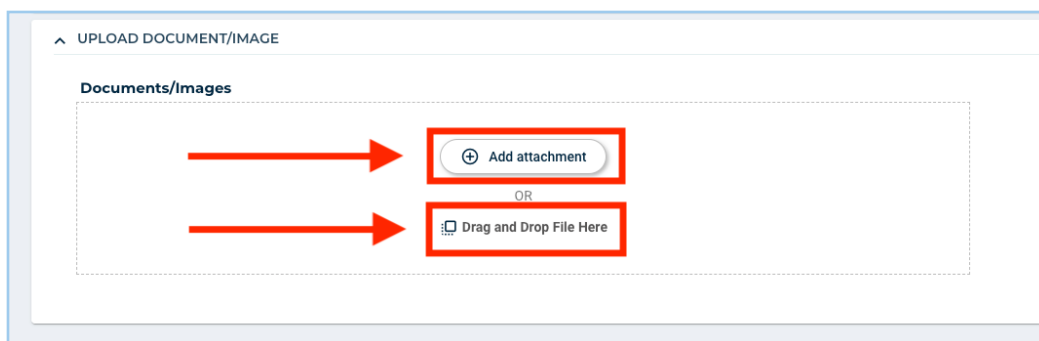 UPLOAD DOCUMENT/IMAGE
Documents/Images
Add attachment
OR
Drag and Drop File Here